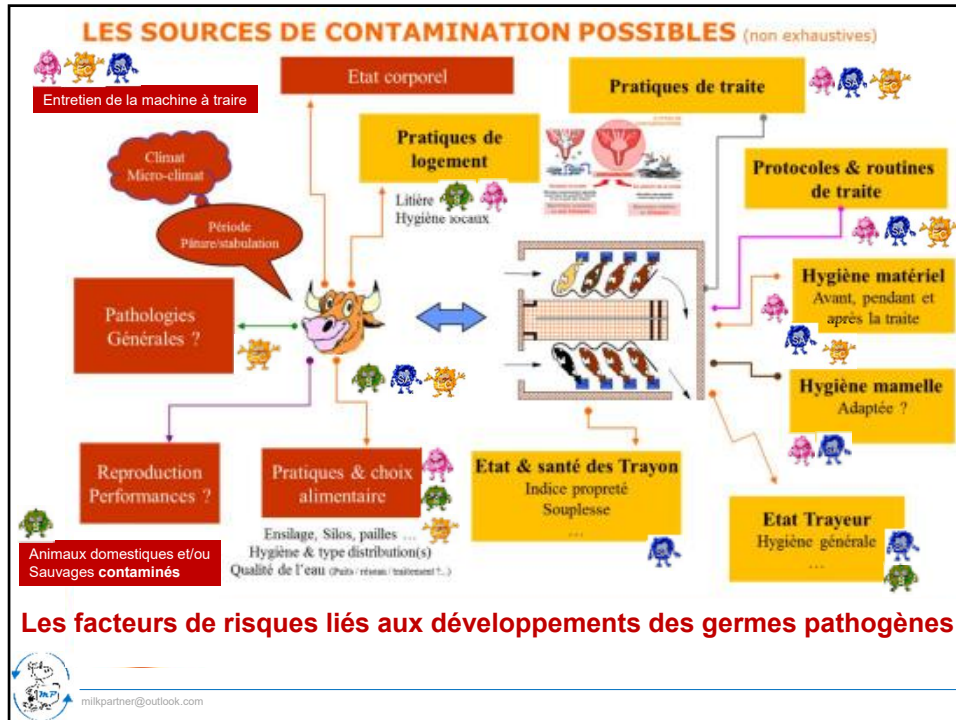 LES SOURCES DE CONTAMINATION POSSIBLES (non exhaustives)
Entretien de la machine à traire
Etat corporel
Pratiques de traite
Climat
Micro-climat
Pratiques de
logement
Litière
Hygiène locaux
Protocoles & routines
de traite
Période
Pâture/stabulation
Pathologies
Générales ?
Hygiène matériel
Avant, pendant et
après la traite
Hygiène mamelle
Adaptée ?
Reproduction
Performances ?
Pratiques & choix
alimentaire
Ensilage, Silos, pailles ...
Hygiène & type distribution(s)
Qualité de l'eau (Puits / réseau / traitement ?...)
Etat & santé des Trayon
Indice propreté
Souplesse
...
Etat Trayeur
Hygiène générale
...
Animaux domestiques et/ou
Sauvages contaminés
Les facteurs de risques liés aux développements des germes pathogènes
milkpartner@outlook.com